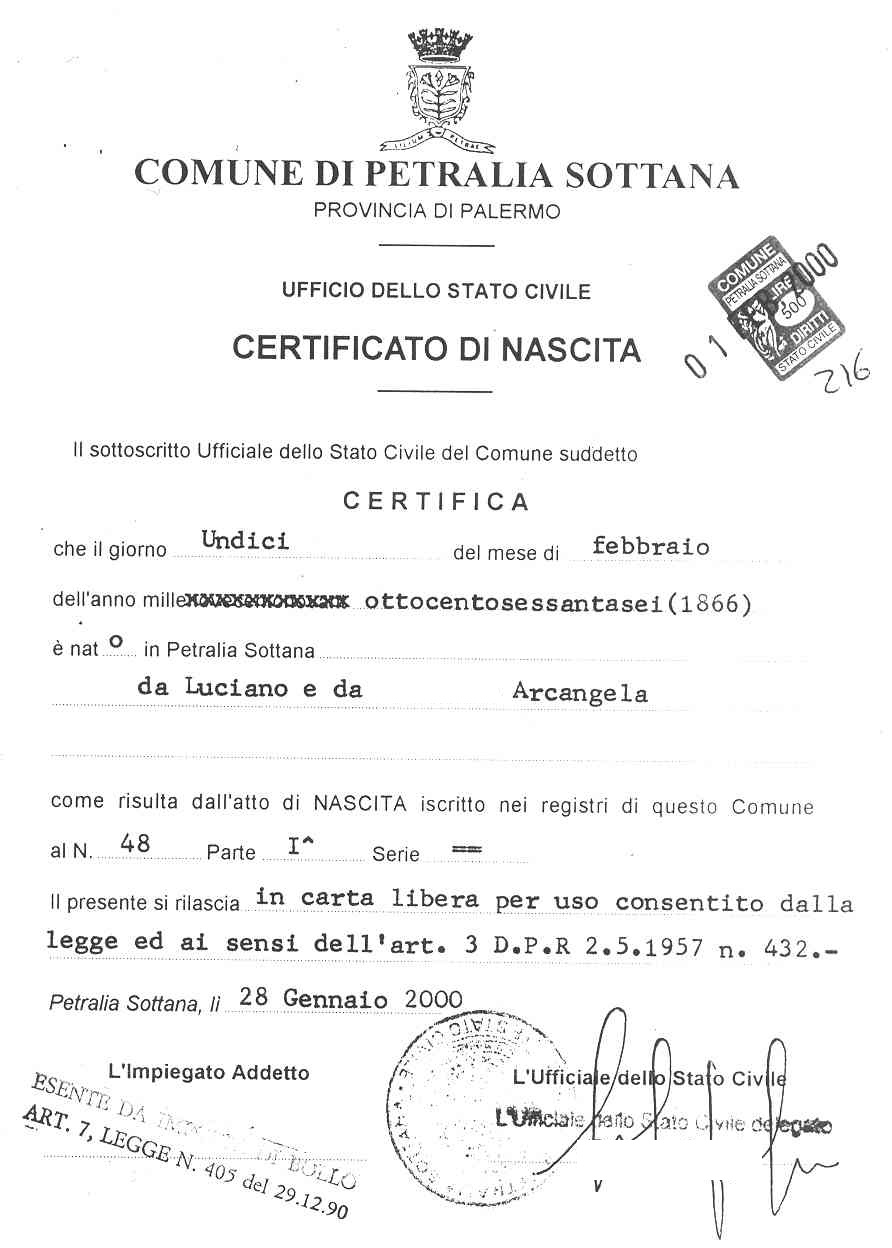 LILIUM PETRAE
COMUNE DI PETRALIA SOTTANA
PROVINCIA DI PALERMO
UFFICIO DELLO STATO CIVILE
CERTIFICATO DI NASCITA
COMUNE
PETRALIA SOTTANA
LIRE
500
DIRITTI
STATO CIVILE
01 2000
216
Il sottoscritto Ufficiale dello Stato Civile del Comune suddetto
CERTIFICA
che il giorno Undici del mese di febbraio
dell'anno mille ottocentosessantasei(1866)
è nat o in Petralia Sottana
da Luciano e da Arcangela
come risulta dall'atto di NASCITA iscritto nei registri di questo Comune
al N. 48 Parte I^ Serie ==
Il presente si rilascia in carta libera per uso consentito dalla
legge ed ai sensi dell'art. 3 D.P.R 2.5.1957 n. 432.-
Petralia Sottana, li 28 Gennaio 2000
L'Impiegato Addetto
L'Ufficiale dello Stato Civile
L'Ufficiale dello Stato Civile delegato
ESENTE DA DI BOLLO
ART. 7, LEGGE N. 405 del 29.12.90